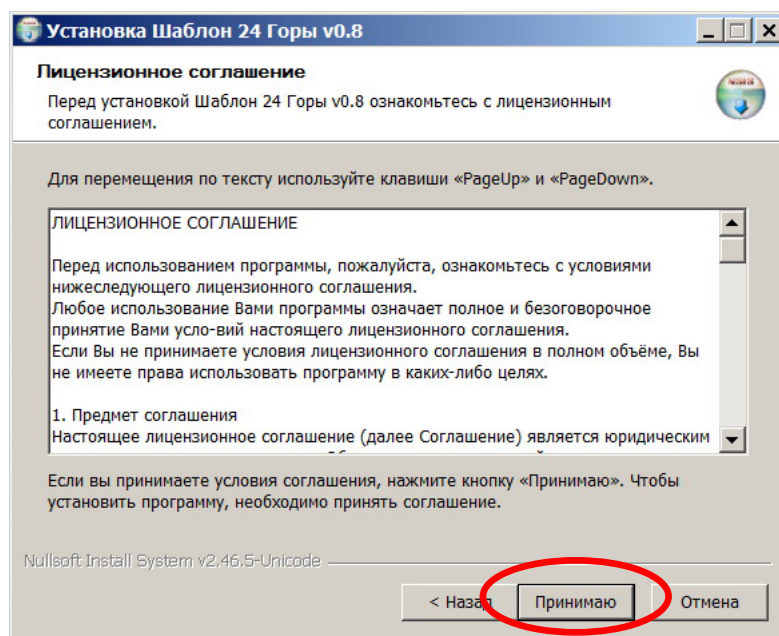 Установка Шаблон 24 Горы v0.8
Лицензионное соглашение
Перед установкой Шаблон 24 Горы v0.8 ознакомьтесь с лицензионным
соглашением.
Для перемещения по тексту используйте клавиши «PageUp» и «PageDown».
ЛИЦЕНЗИОННОЕ СОГЛАШЕНИЕ
Перед использованием программы, пожалуйста, ознакомьтесь с условиями
нижеследующего лицензионного соглашения.
Любое использование Вами программы означает полное и безоговорочное
принятие Вами усло-вий настоящего лицензионного соглашения.
Если Вы не принимаете условия лицензионного соглашения в полном объёме, Вы
не имеете права использовать программу в каких-либо целях.
1. Предмет соглашения
Настоящее лицензионное соглашение (далее Соглашение) является юридическим
Если вы принимаете условия соглашения, нажмите кнопку «Принимаю». Чтобы
установить программу, необходимо принять соглашение.
Nullsoft Install System v2.46.5-Unicode
< Назад Принимаю Отмена